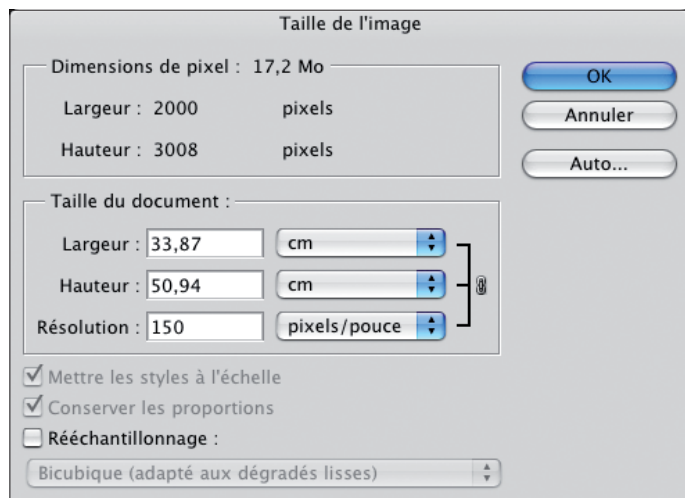 Taille de l'image
Dimensions de pixel : 17,2 Mo
Largeur : 2000 pixels
Hauteur : 3008 pixels
OK
Annuler
Auto...
Taille du document :
Largeur : 33,87 cm
Hauteur : 50,94 cm
Résolution : 150 pixels/pouce
Mettre les styles à l'échelle
Conserver les proportions
Rééchantillonnage :
Bicubique (adapté aux dégradés lisses)